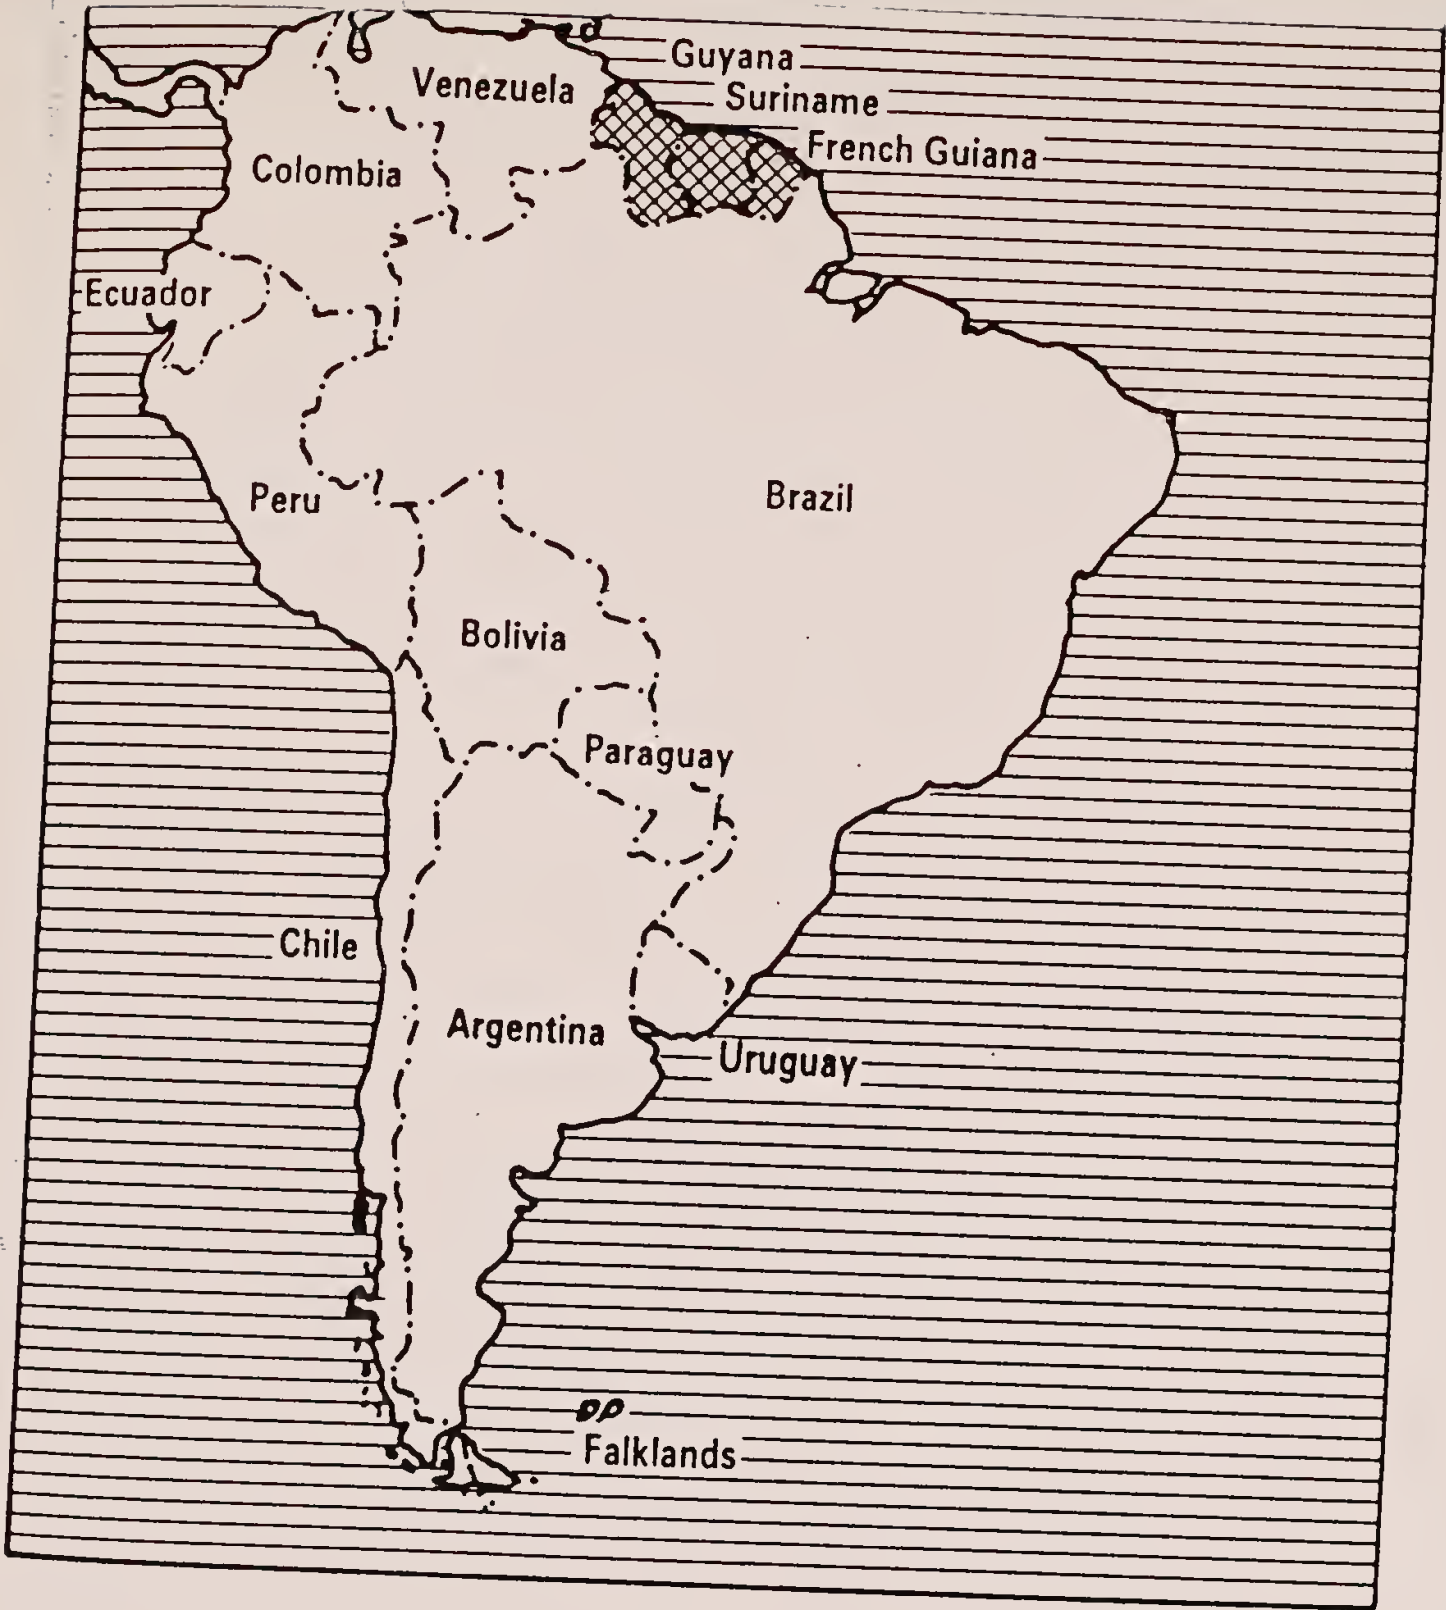 Guyana
Venezuela
Suriname
French Guiana
Colombia
Ecuador
Peru
Brazil
Bolivia
Paraguay
Chile
Argentina
Uruguay
Falklands